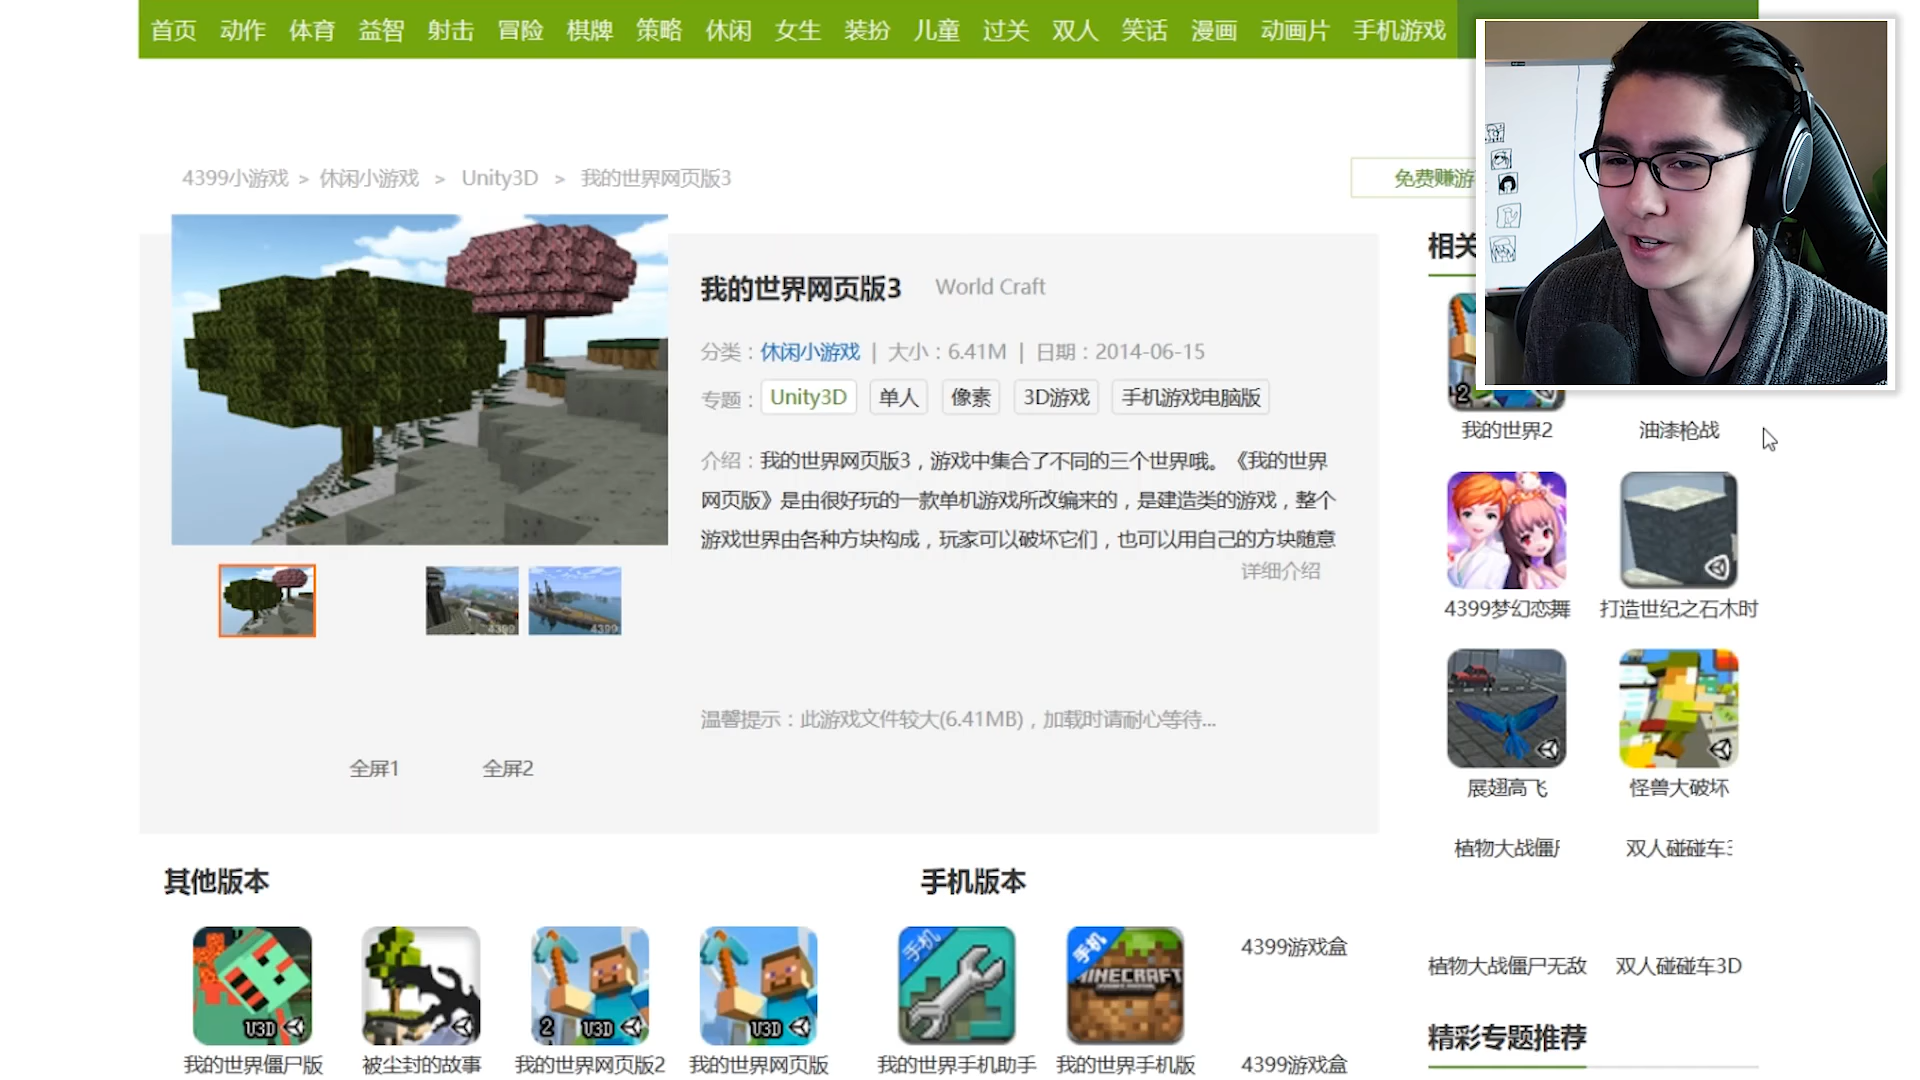 首页 动作 体育 益智 射击 冒险 棋牌 策略 休闲 女生 装扮 儿童 过关 双人 笑话 漫画 动画片 手机游戏
4399小游戏 > 休闲小游戏 > Unity3D > 我的世界网页版3
免费赚游
我的世界网页版3 World Craft
分类：休闲小游戏 | 大小：6.41M | 日期：2014-06-15
专题： Unity3D 单人 像素 3D游戏 手机游戏电脑版
介绍：我的世界网页版3，游戏中集合了不同的三个世界哦。《我的世界
网页版》是由很好玩的一款单机游戏所改编来的，是建造类的游戏，整个
游戏世界由各种方块构成，玩家可以破坏它们，也可以用自己的方块随意
详细介绍
4399 4399
温馨提示：此游戏文件较大(6.41MB)，加载时请耐心等待...
全屏1 全屏2
相关
2
我的世界2 油漆枪战
4399梦幻恋舞 打造世纪之石木时
展翅高飞 怪兽大破坏
植物大战僵尸 双人碰碰车3
植物大战僵尸无敌 双人碰碰车3D
精彩专题推荐
其他版本
U3D 2 U3D U3D
我的世界僵尸版 被尘封的故事 我的世界网页版2 我的世界网页版
手机版本
手机 手机 MINECRAFT
4399游戏盒
我的世界手机助手 我的世界手机版 4399游戏盒